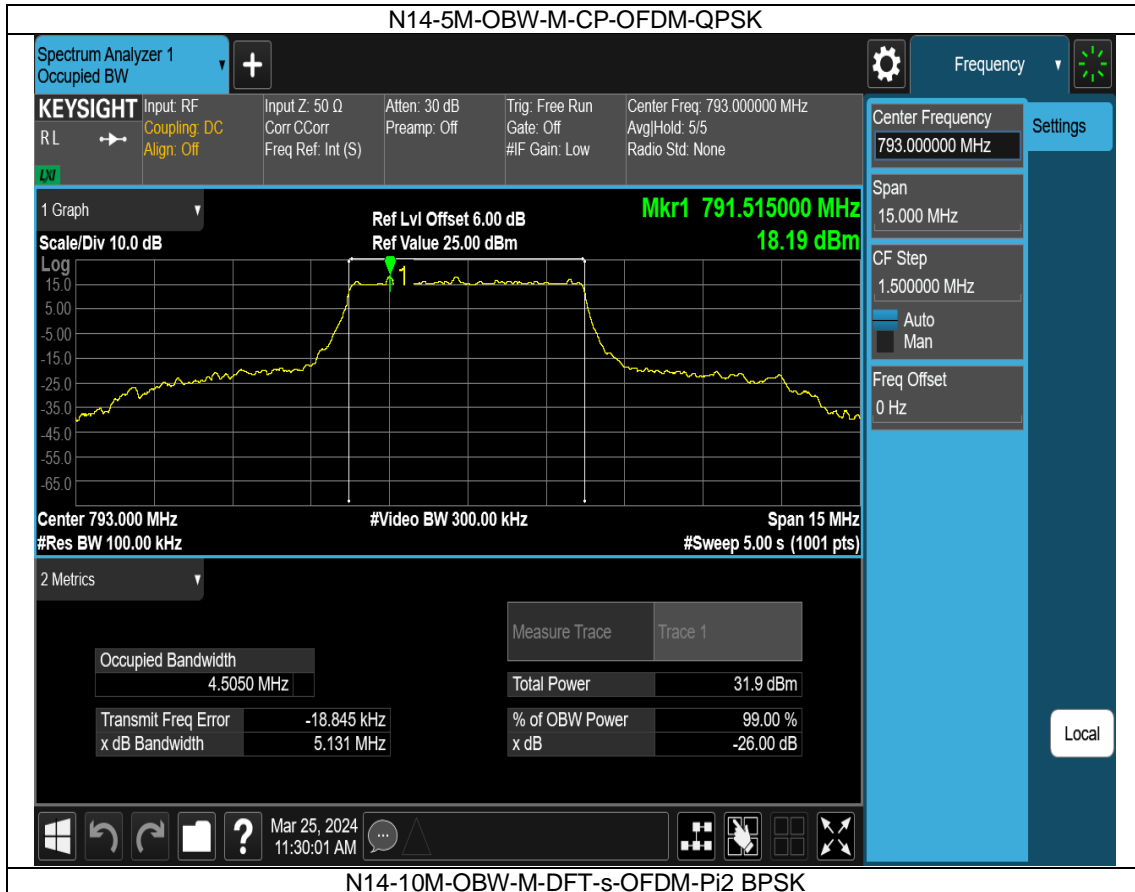 N14-5M-OBW-M-CP-OFDM-QPSK
Spectrum Analyzer 1
Occupied BW
Frequency
KEYSIGHT
RL
LXI
Input: RF
Coupling: DC
Align: Off
Input Z: 50 Ω
Corr CCorr
Freq Ref: Int (S)
Atten: 30 dB
Preamp: Off
Trig: Free Run
Gate: Off
#IF Gain: Low
Center Freq: 793.000000 MHz
Avg|Hold: 5/5
Radio Std: None
Center Frequency
793.000000 MHz
Settings
Span
15.000 MHz
CF Step
1.500000 MHz
Auto
Man
Freq Offset
0 Hz
1 Graph
Scale/Div 10.0 dB
Ref Lvl Offset 6.00 dB
Ref Value 25.00 dBm
Mkr1 791.515000 MHz
18.19 dBm
Log
1
15.0
5.00
-5.00
-15.0
-25.0
-35.0
-45.0
-55.0
-65.0
Center 793.000 MHz
#Video BW 300.00 kHz
Span 15 MHz
#Res BW 100.00 kHz
#Sweep 5.00 s (1001 pts)
2 Metrics
Measure Trace Trace 1
Occupied Bandwidth
4.5050 MHz
Total Power 31.9 dBm
Transmit Freq Error -18.845 kHz
% of OBW Power 99.00 %
x dB Bandwidth 5.131 MHz
x dB -26.00 dB
Local
?
Mar 25, 2024
11:30:01 AM
N14-10M-OBW-M-DFT-s-OFDM-Pi2 BPSK